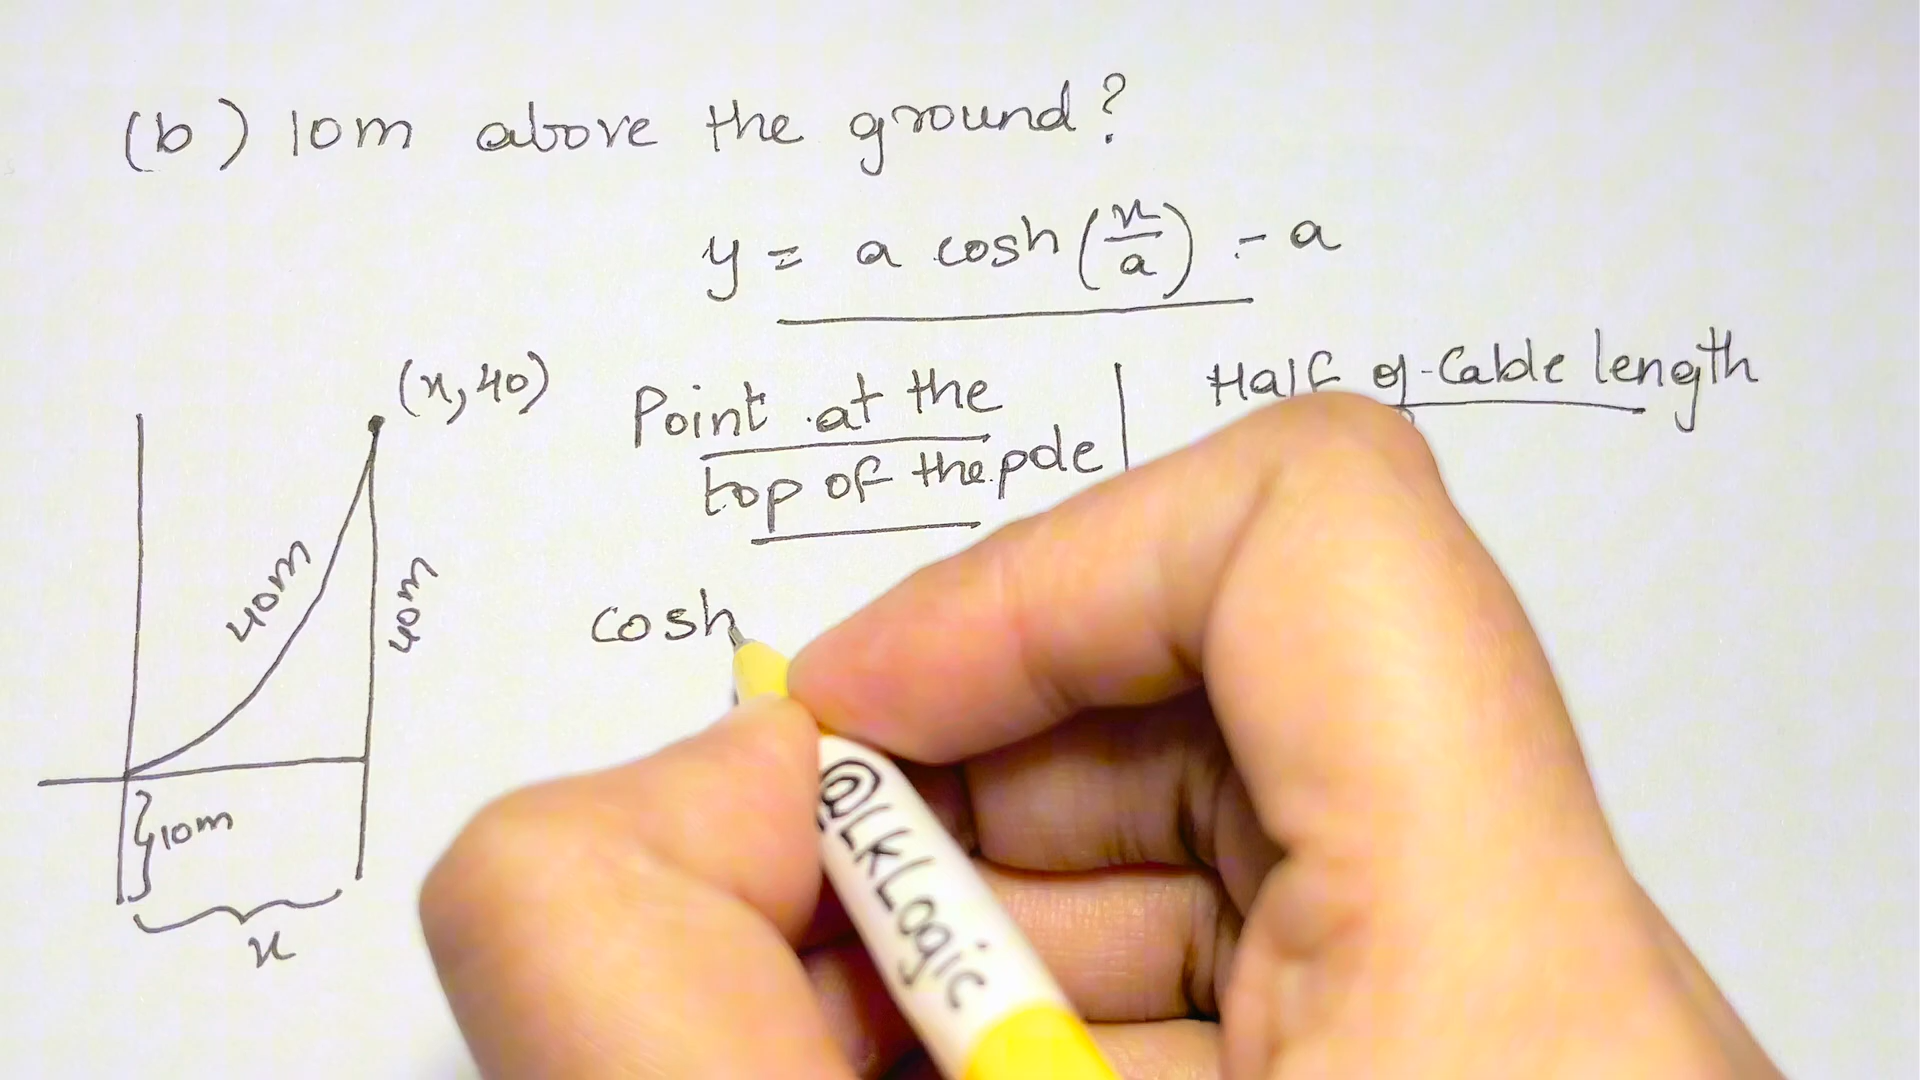 (b) 10m above the ground?
y = a cosh(x/a) - a
(x, 40)
Point at the
top of the pole
Half of Cable length
40m
40m
cosh
10m
x
@LkLogic